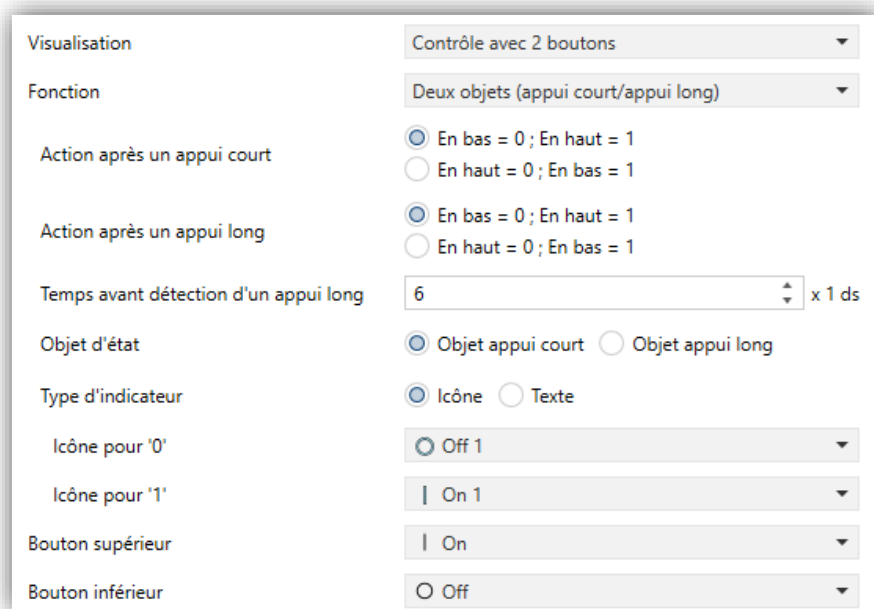 Visualisation Contrôle avec 2 boutons
Fonction Deux objets (appui court/appui long)
Action après un appui court
En bas = 0 ; En haut = 1
En haut = 0 ; En bas = 1
Action après un appui long
En bas = 0 ; En haut = 1
En haut = 0 ; En bas = 1
Temps avant détection d'un appui long 6 x 1 ds
Objet d'état Objet appui court Objet appui long
Type d'indicateur Icône Texte
Icône pour '0' Off 1
Icône pour '1' On 1
Bouton supérieur On
Bouton inférieur Off